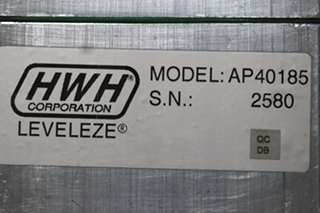 HWH
CORPORATION
LEVELEZE®
MODEL: AP40185
S.N.: 2580
QC
DB